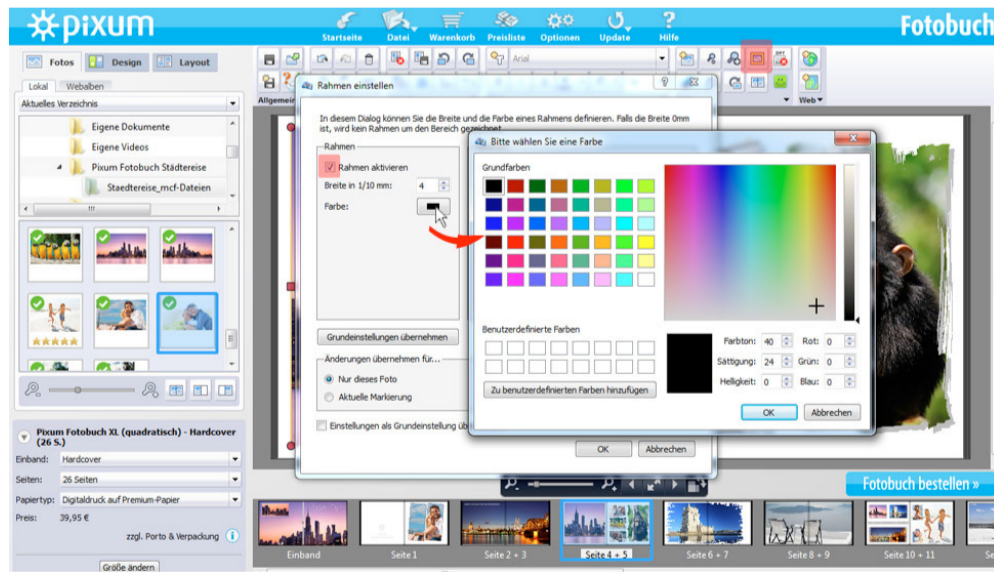 pixum
Startseite
Datei
Warenkorb
Preisliste
Optionen
Update
Hilfe
Fotobuch
Fotos
Design
Layout
Lokal
Webalben
Aktuelles Verzeichnis
Eigene Dokumente
Eigene Videos
Pixum Fotobuch Städtereise
Staedtereise_mcf-Dateien
Arial
Allgemein
Web
Rahmen einstellen
In diesem Dialog können Sie die Breite und die Farbe eines Rahmens definieren. Falls die Breite 0mm
ist, wird kein Rahmen um den Bereich gezeichnet.
Rahmen
Rahmen aktivieren
Breite in 1/10 mm: 4
Farbe:
Grundeinstellungen übernehmen
Änderungen übernehmen für...
Nur dieses Foto
Aktuelle Markierung
Einstellungen als Grundeinstellung üb
OK Abbrechen
Bitte wählen Sie eine Farbe
Grundfarben
Benutzerdefinierte Farben
Zu benutzerdefinierten Farben hinzufügen
Farbton: 40 Rot: 0
Sättigung: 24 Grün: 0
Helligkeit: 0 Blau: 0
OK Abbrechen
Pixum Fotobuch XL (quadratisch) - Hardcover
(26 S.)
Einband: Hardcover
Seiten: 26 Seiten
Papiertyp: Digitaldruck auf Premium-Papier
Preis: 39,95 €
zzgl. Porto & Verpackung
Größe ändern
Fotobuch bestellen »
Einband
Seite 1
Seite 2 + 3
Seite 4 + 5
Seite 6 + 7
Seite 8 + 9
Seite 10 + 11
Se